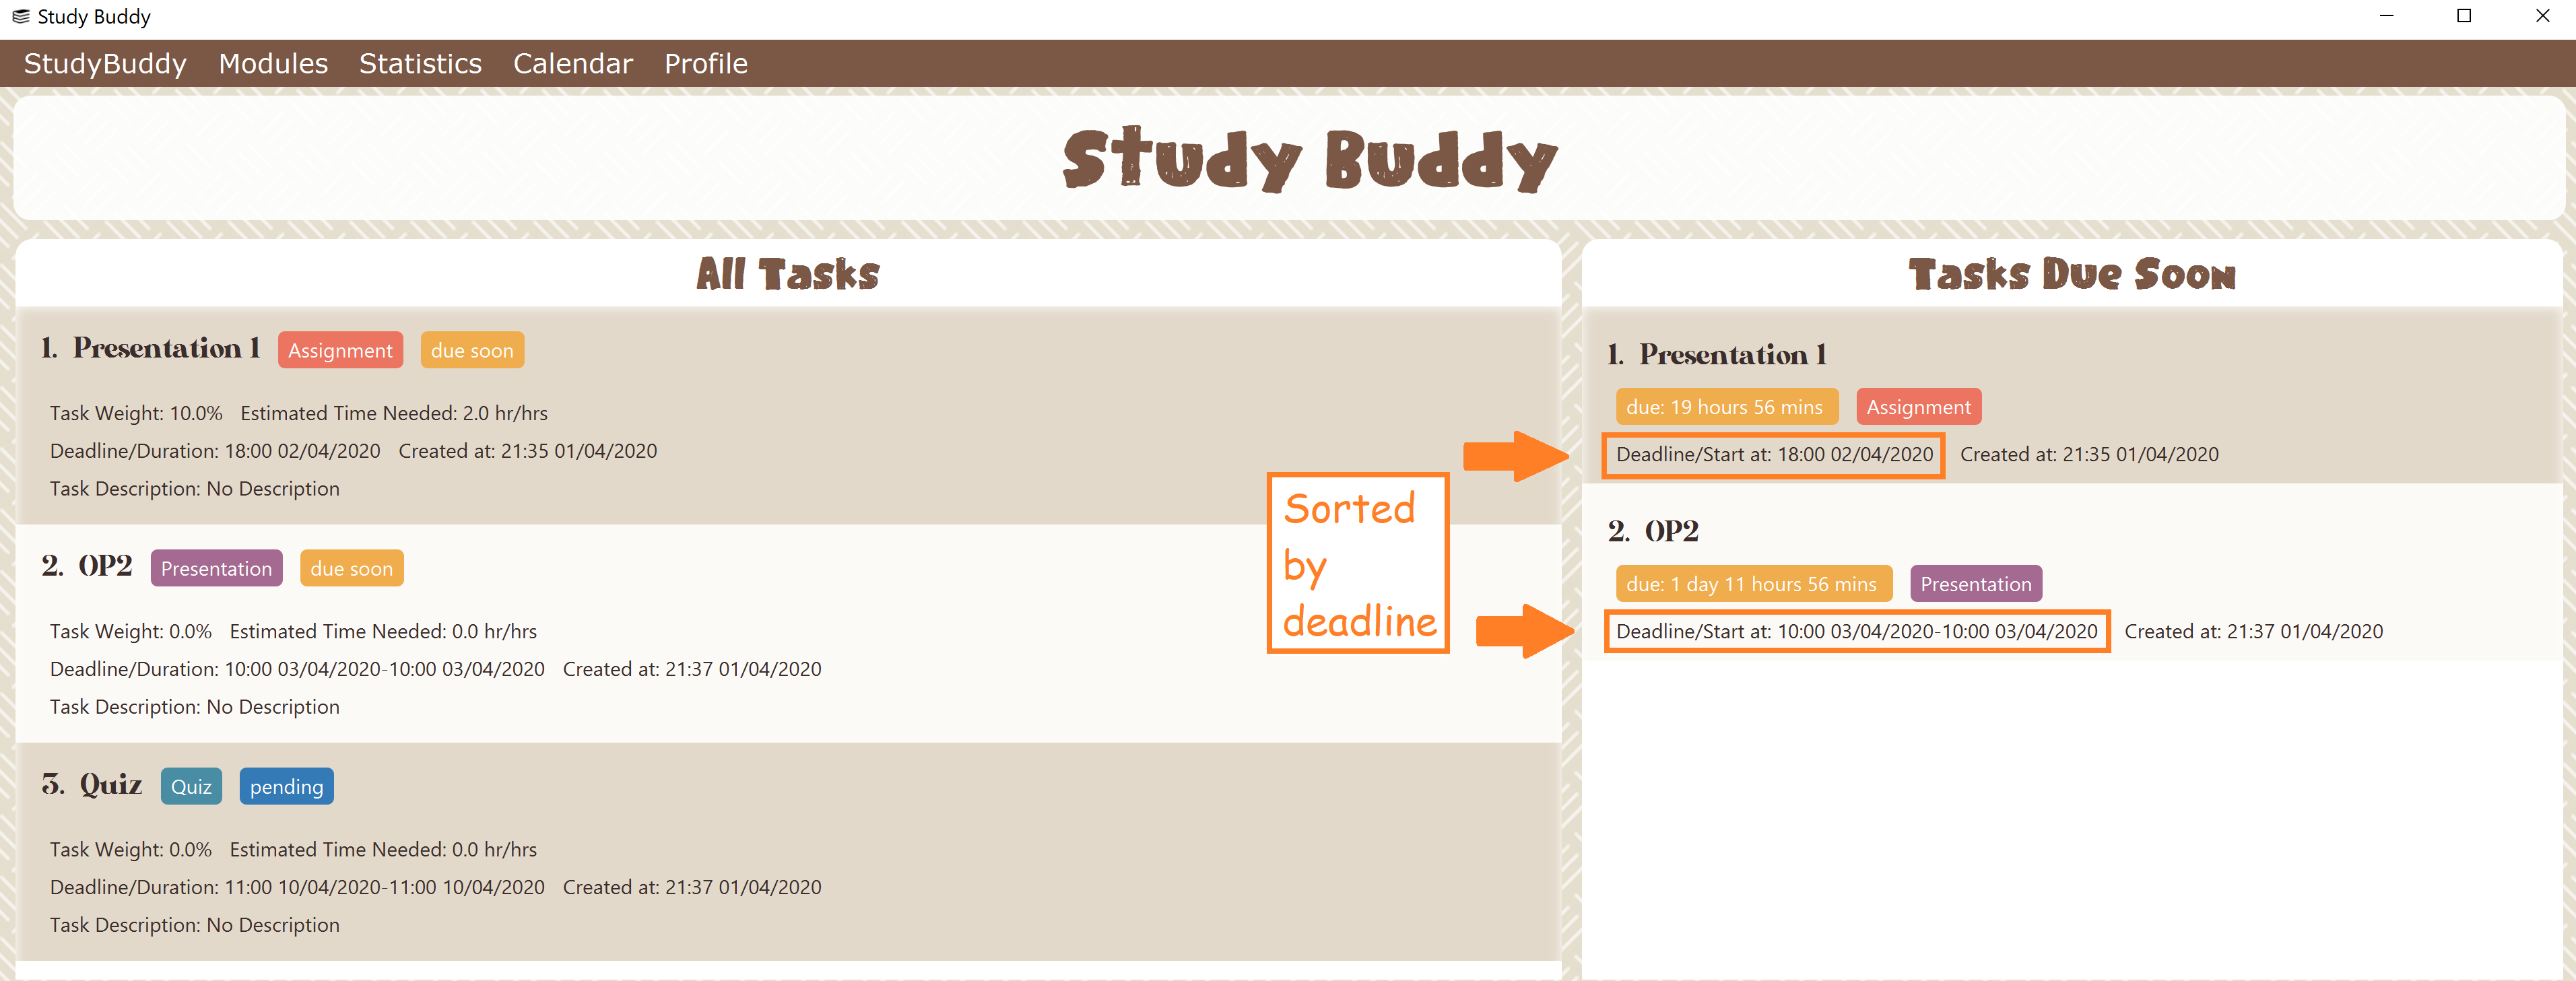 Study Buddy
StudyBuddy Modules Statistics Calendar Profile
Study Buddy
All Tasks
1. Presentation 1 Assignment due soon
Task Weight: 10.0% Estimated Time Needed: 2.0 hr/hrs
Deadline/Duration: 18:00 02/04/2020 Created at: 21:35 01/04/2020
Task Description: No Description
2. OP2 Presentation due soon
Task Weight: 0.0% Estimated Time Needed: 0.0 hr/hrs
Deadline/Duration: 10:00 03/04/2020-10:00 03/04/2020 Created at: 21:37 01/04/2020
Task Description: No Description
3. Quiz Quiz pending
Task Weight: 0.0% Estimated Time Needed: 0.0 hr/hrs
Deadline/Duration: 11:00 10/04/2020-11:00 10/04/2020 Created at: 21:37 01/04/2020
Task Description: No Description
Sorted
by
deadline
Tasks Due Soon
1. Presentation 1
due: 19 hours 56 mins Assignment
Deadline/Start at: 18:00 02/04/2020 Created at: 21:35 01/04/2020
2. OP2
due: 1 day 11 hours 56 mins Presentation
Deadline/Start at: 10:00 03/04/2020-10:00 03/04/2020 Created at: 21:37 01/04/2020